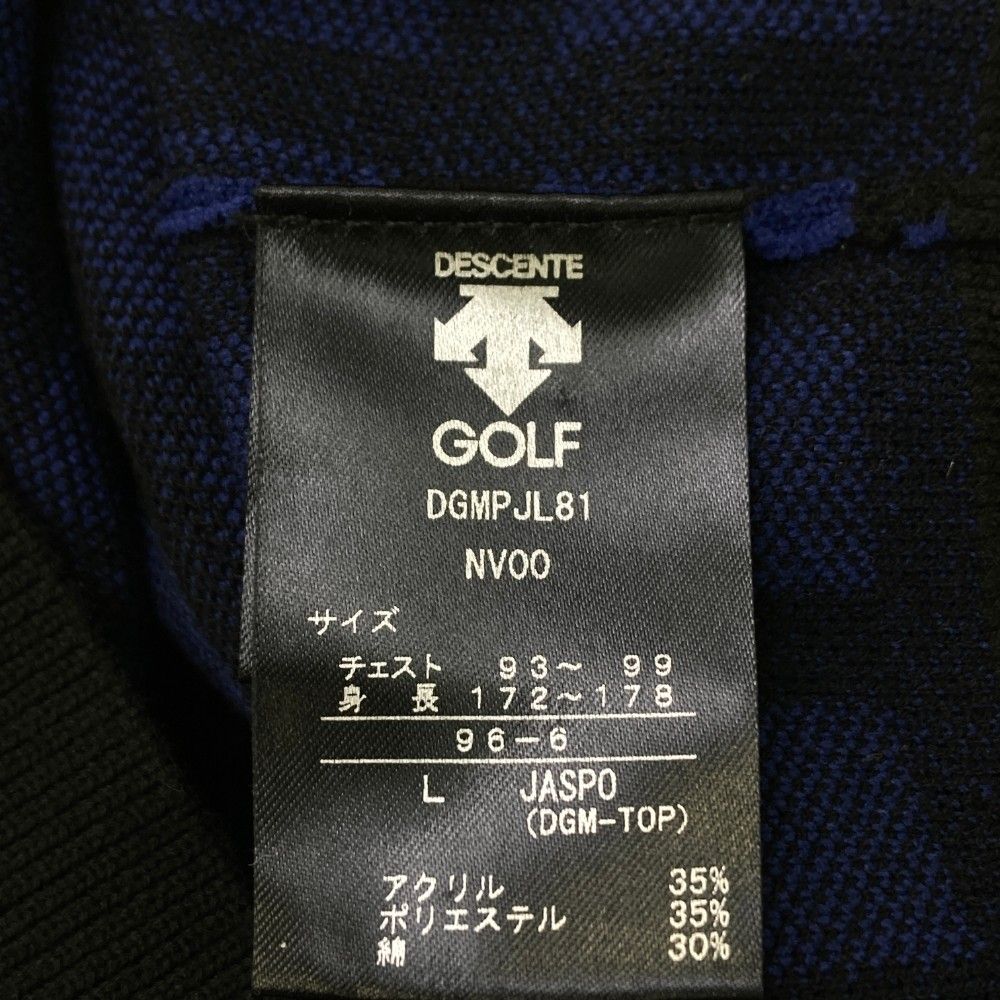 DESCENTE
GOLF
DGMPJL81
NV00
サイズ
チェスト 93〜 99
身 長 172〜178
96−6
L JASPO
(DGM-TOP)
アクリル 35%
ポリエステル 35%
綿 30%